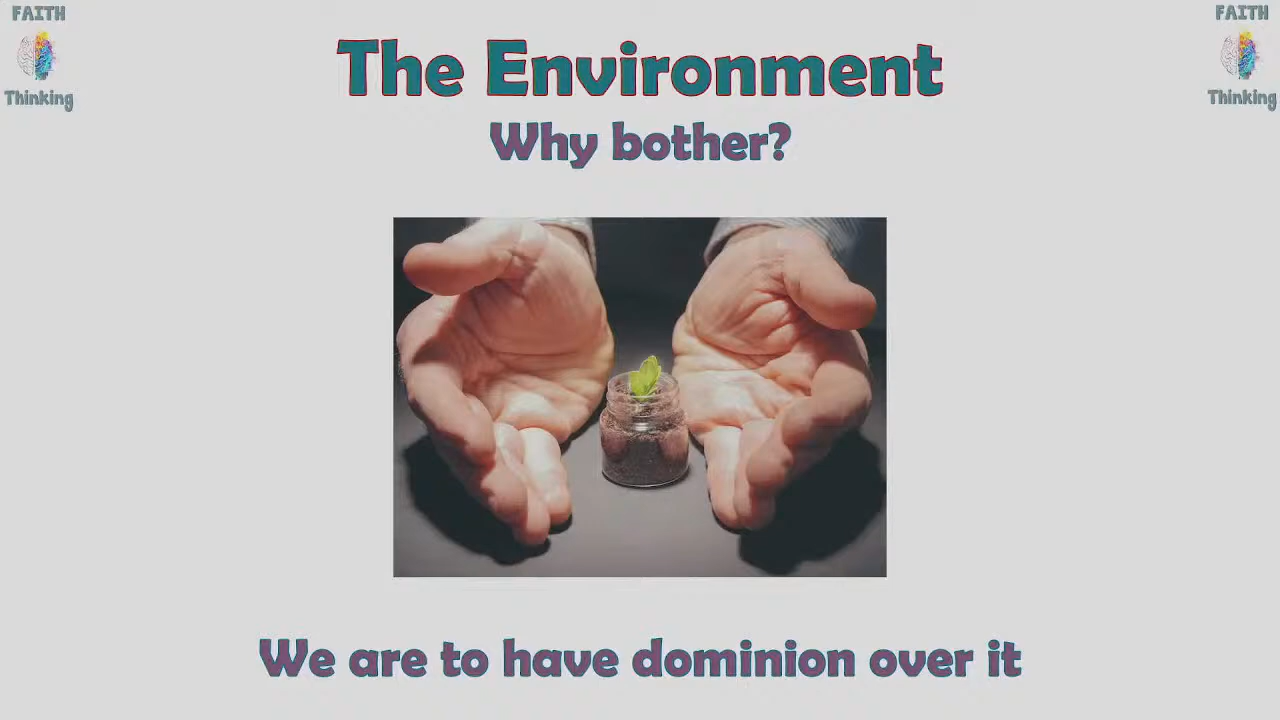 FAITH
Thinking
The Environment
Why bother?
FAITH
Thinking
We are to have dominion over it